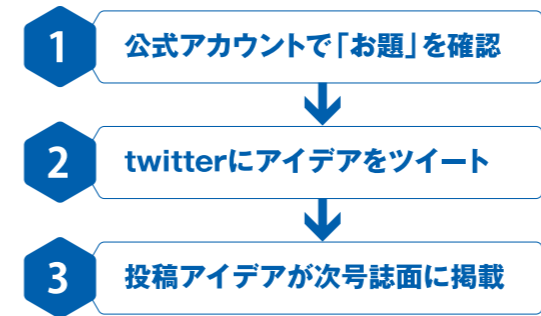 1 公式アカウントで「お題」を確認
2 twitterにアイデアをツイート
3 投稿アイデアが次号誌面に掲載